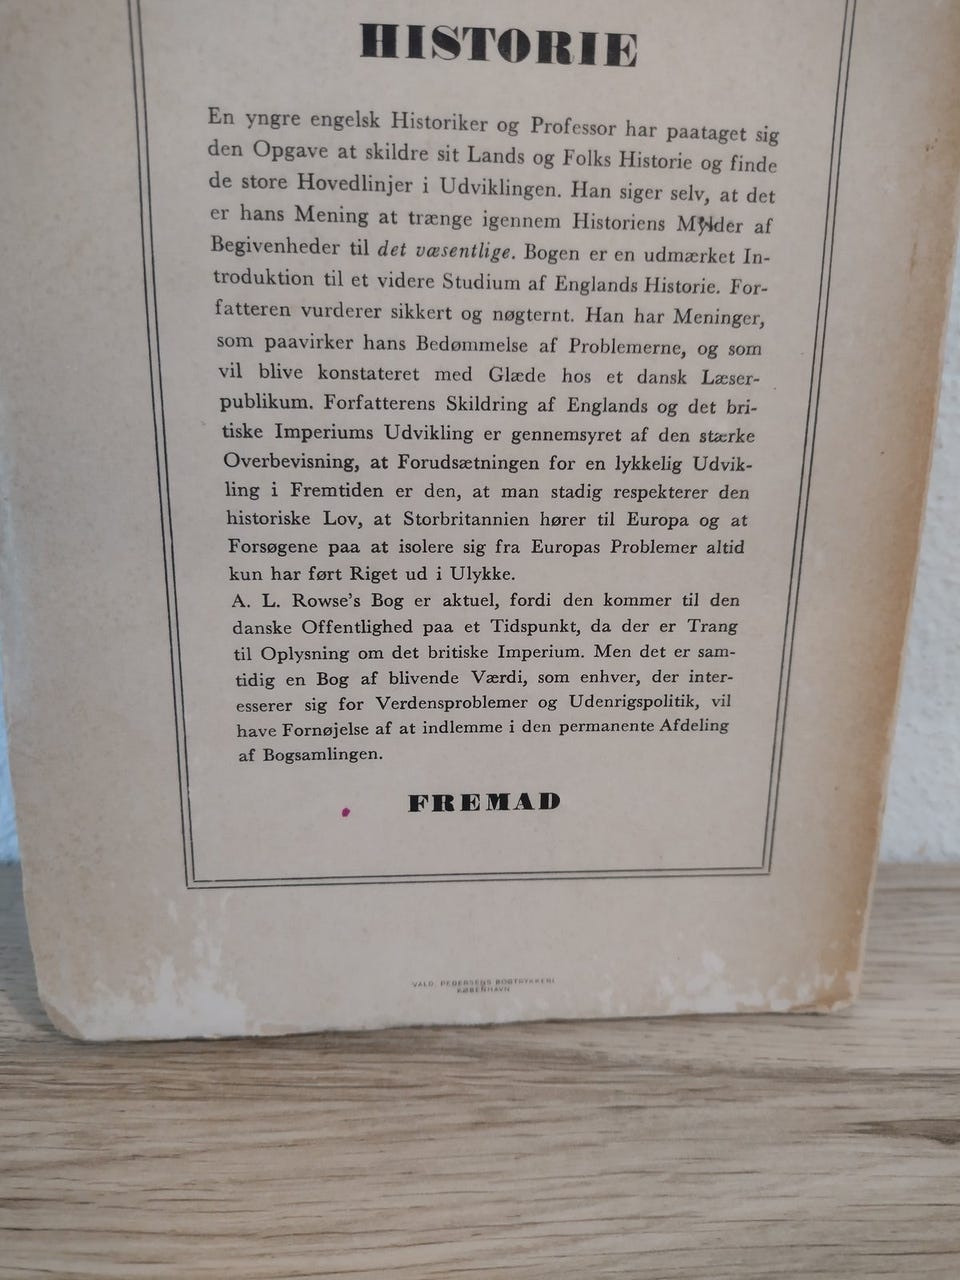 HISTORIE
En yngre engelsk Historiker og Professor har paataget sig
den Opgave at skildre sit Lands og Folks Historie og finde
de store Hovedlinjer i Udviklingen. Han siger selv, at det
er hans Mening at trænge igennem Historiens Mylder af
Begivenheder til det væsentlige. Bogen er en udmærket In-
troduktion til et videre Studium af Englands Historie. For-
fatteren vurderer sikkert og nøgternt. Han har Meninger,
som paavirker hans Bedømmelse af Problemerne, og som
vil blive konstateret med Glæde hos et dansk Læser-
publikum. Forfatterens Skildring af Englands og det bri-
tiske Imperiums Udvikling er gennemsyret af den stærke
Overbevisning, at Forudsætningen for en lykkelig Udvik-
ling i Fremtiden er den, at man stadig respekterer den
historiske Lov, at Storbritannien hører til Europa og at
Forsøgene paa at isolere sig fra Europas Problemer altid
kun har ført Riget ud i Ulykke.
A. L. Rowse's Bog er aktuel, fordi den kommer til den
danske Offentlighed paa et Tidspunkt, da der er Trang
til Oplysning om det britiske Imperium. Men det er sam-
tidig en Bog af blivende Værdi, som enhver, der inter-
esserer sig for Verdensproblemer og Udenrigspolitik, vil
have Fornøjelse af at indlemme i den permanente Afdeling
af Bogsamlingen.
FREMAD
VALD. PEDERSENS BOGTRYKKERI
KØBENHAVN